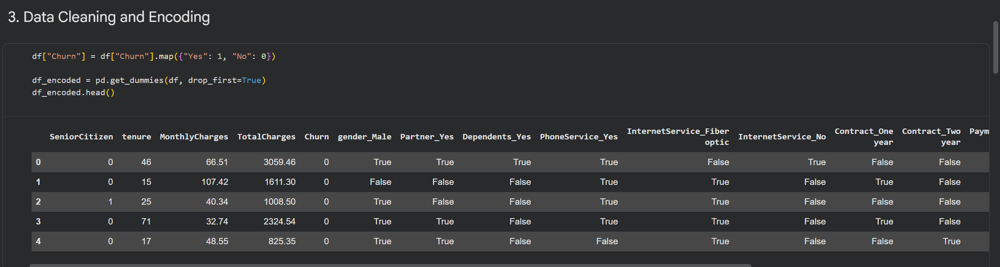 3. Data Cleaning and Encoding
df["Churn"] = df["Churn"].map({"Yes": 1, "No": 0})
df_encoded = pd.get_dummies(df, drop_first=True)
df_encoded.head()
SeniorCitizen tenure MonthlyCharges TotalCharges Churn gender_Male Partner_Yes Dependents_Yes PhoneService_Yes InternetService_Fiber optic InternetService_No Contract_One year Contract_Two year Paym
0 0 46 66.51 3059.46 0 True True True True False True False False
1 0 15 107.42 1611.30 0 False False False True True False True False
2 1 25 40.34 1008.50 0 True False False True True False False False
3 0 71 32.74 2324.54 0 True True False True True False True False
4 0 17 48.55 825.35 0 True True False False True False False True